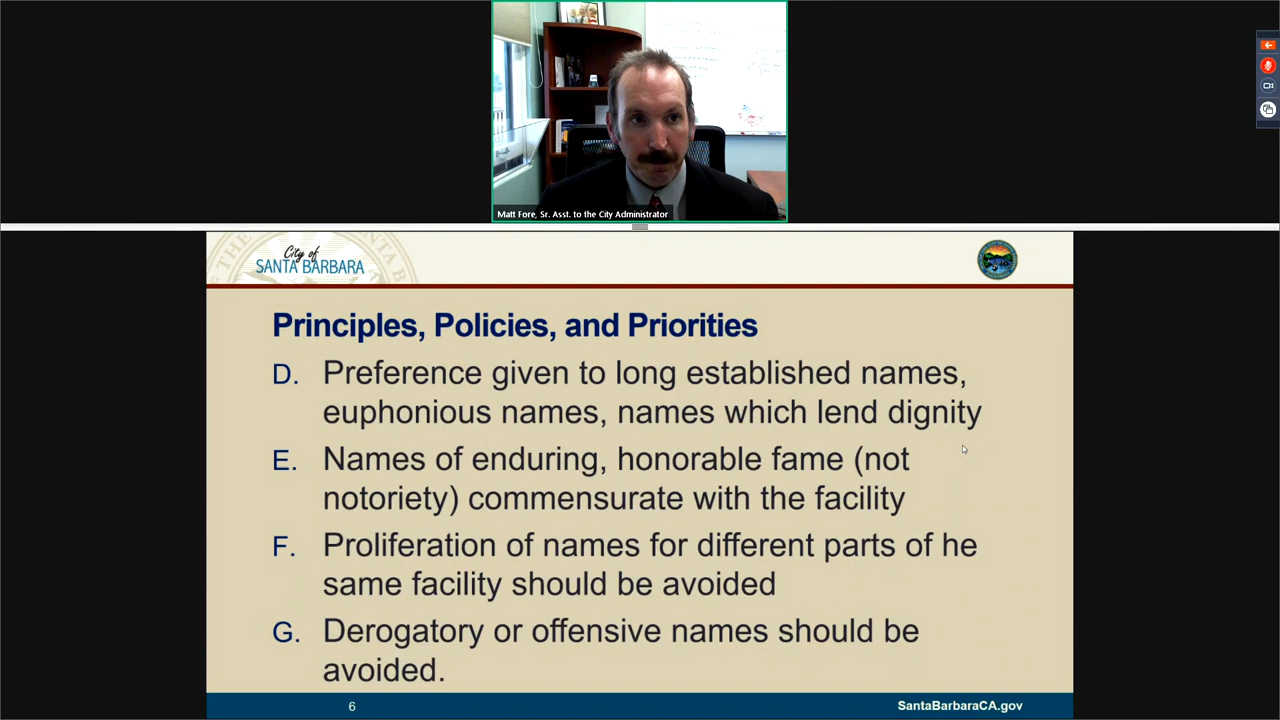 Matt Fore, Sr. Asst. to the City Administrator
City of
SANTA BARBARA
Principles, Policies, and Priorities
D. Preference given to long established names,
euphonious names, names which lend dignity
E. Names of enduring, honorable fame (not
notoriety) commensurate with the facility
F. Proliferation of names for different parts of he
same facility should be avoided
G. Derogatory or offensive names should be
avoided.
6
SantaBarbaraCA.gov